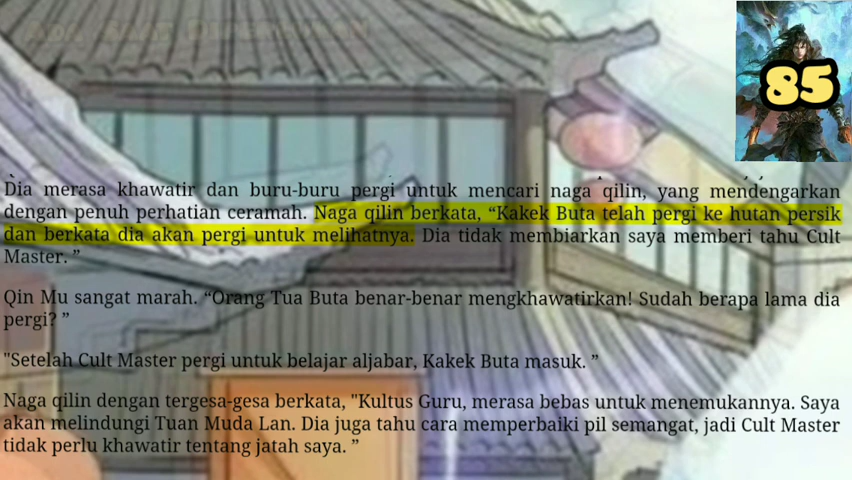 85
Dia merasa khawatir dan buru-buru pergi untuk mencari naga qilin, yang mendengarkan
dengan penuh perhatian ceramah. Naga qilin berkata, “Kakek Buta telah pergi ke hutan persik
dan berkata dia akan pergi untuk melihatnya. Dia tidak membiarkan saya memberi tahu Cult
Master. ”
Qin Mu sangat marah. “Orang Tua Buta benar-benar mengkhawatirkan! Sudah berapa lama dia
pergi? ”
"Setelah Cult Master pergi untuk belajar aljabar, Kakek Buta masuk. ”
Naga qilin dengan tergesa-gesa berkata, "Kultus Guru, merasa bebas untuk menemukannya. Saya
akan melindungi Tuan Muda Lan. Dia juga tahu cara memperbaiki pil semangat, jadi Cult Master
tidak perlu khawatir tentang jatah saya. ”